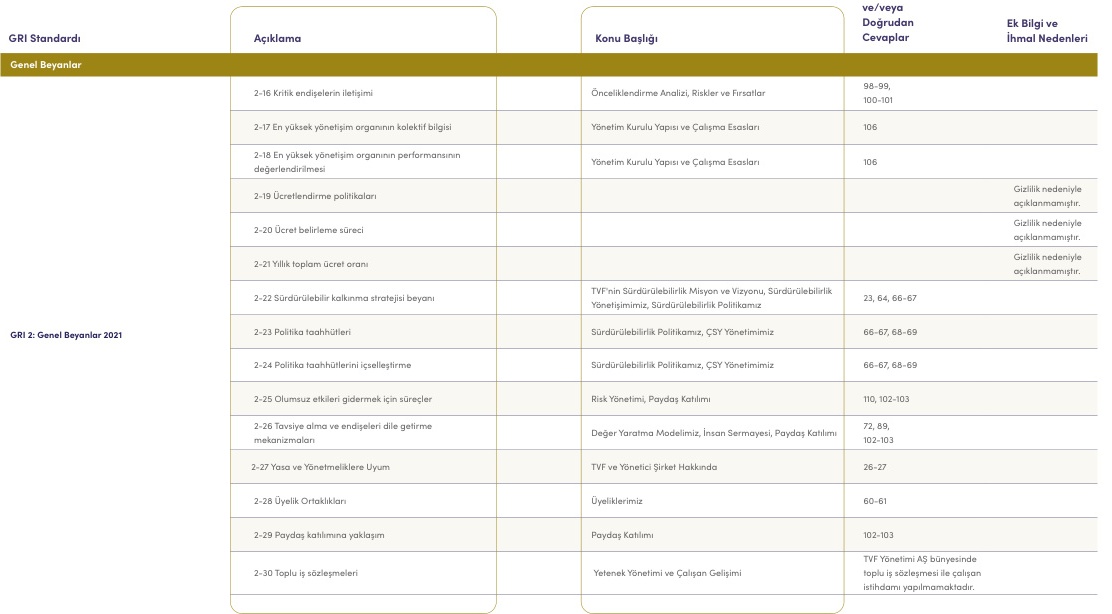 GRI Standardı
Açıklama
Konu Başlığı
ve/veya
Doğrudan
Cevaplar
Ek Bilgi ve
İhmal Nedenleri
Genel Beyanlar
GRI 2: Genel Beyanlar 2021
2-16 Kritik endişelerin iletişimi
Önceliklendirme Analizi, Riskler ve Fırsatlar
98-99,
100-101
2-17 En yüksek yönetişim organının kolektif bilgisi
Yönetim Kurulu Yapısı ve Çalışma Esasları
106
2-18 En yüksek yönetişim organının performansının
değerlendirilmesi
Yönetim Kurulu Yapısı ve Çalışma Esasları
106
2-19 Ücretlendirme politikaları
Gizlilik nedeniyle
açıklanmamıştır.
2-20 Ücret belirleme süreci
Gizlilik nedeniyle
açıklanmamıştır.
2-21 Yıllık toplam ücret oranı
Gizlilik nedeniyle
açıklanmamıştır.
2-22 Sürdürülebilir kalkınma stratejisi beyanı
TVF'nin Sürdürülebilirlik Misyon ve Vizyonu, Sürdürülebilirlik
Yönetişimimiz, Sürdürülebilirlik Politikamız
23, 64, 66-67
2-23 Politika taahhütleri
Sürdürülebilirlik Politikamız, ÇSY Yönetimimiz
66-67, 68-69
2-24 Politika taahhütlerini içselleştirme
Sürdürülebilirlik Politikamız, ÇSY Yönetimimiz
66-67, 68-69
2-25 Olumsuz etkileri gidermek için süreçler
Risk Yönetimi, Paydaş Katılımı
110, 102-103
2-26 Tavsiye alma ve endişeleri dile getirme
mekanizmaları
Değer Yaratma Modelimiz, İnsan Sermayesi, Paydaş Katılımı
72, 89,
102-103
2-27 Yasa ve Yönetmeliklere Uyum
TVF ve Yönetici Şirket Hakkında
26-27
2-28 Üyelik Ortaklıkları
Üyeliklerimiz
60-61
2-29 Paydaş katılımına yaklaşım
Paydaş Katılımı
102-103
2-30 Toplu iş sözleşmeleri
Yetenek Yönetimi ve Çalışan Gelişimi
TVF Yönetimi AŞ bünyesinde
toplu iş sözleşmesi ile çalışan
istihdamı yapılmamaktadır.